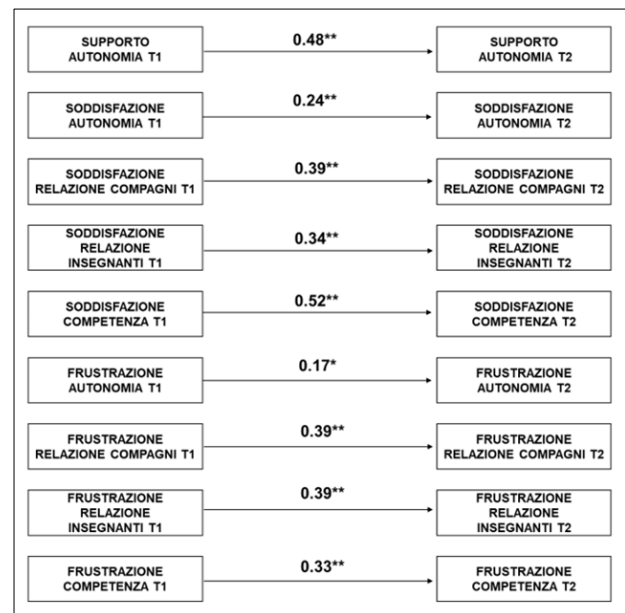 SUPPORTO
AUTONOMIA T1
0.48**
SUPPORTO
AUTONOMIA T2
SODDISFAZIONE
AUTONOMIA T1
0.24**
SODDISFAZIONE
AUTONOMIA T2
SODDISFAZIONE
RELAZIONE COMPAGNI T1
0.39**
SODDISFAZIONE
RELAZIONE COMPAGNI T2
SODDISFAZIONE
RELAZIONE
INSEGNANTI T1
0.34**
SODDISFAZIONE
RELAZIONE
INSEGNANTI T2
SODDISFAZIONE
COMPETENZA T1
0.52**
SODDISFAZIONE
COMPETENZA T2
FRUSTRAZIONE
AUTONOMIA T1
0.17*
FRUSTRAZIONE
AUTONOMIA T2
FRUSTRAZIONE
RELAZIONE COMPAGNI T1
0.39**
FRUSTRAZIONE
RELAZIONE COMPAGNI T2
FRUSTRAZIONE
RELAZIONE
INSEGNANTI T1
0.39**
FRUSTRAZIONE
RELAZIONE
INSEGNANTI T2
FRUSTRAZIONE
COMPETENZA T1
0.33**
FRUSTRAZIONE
COMPETENZA T2